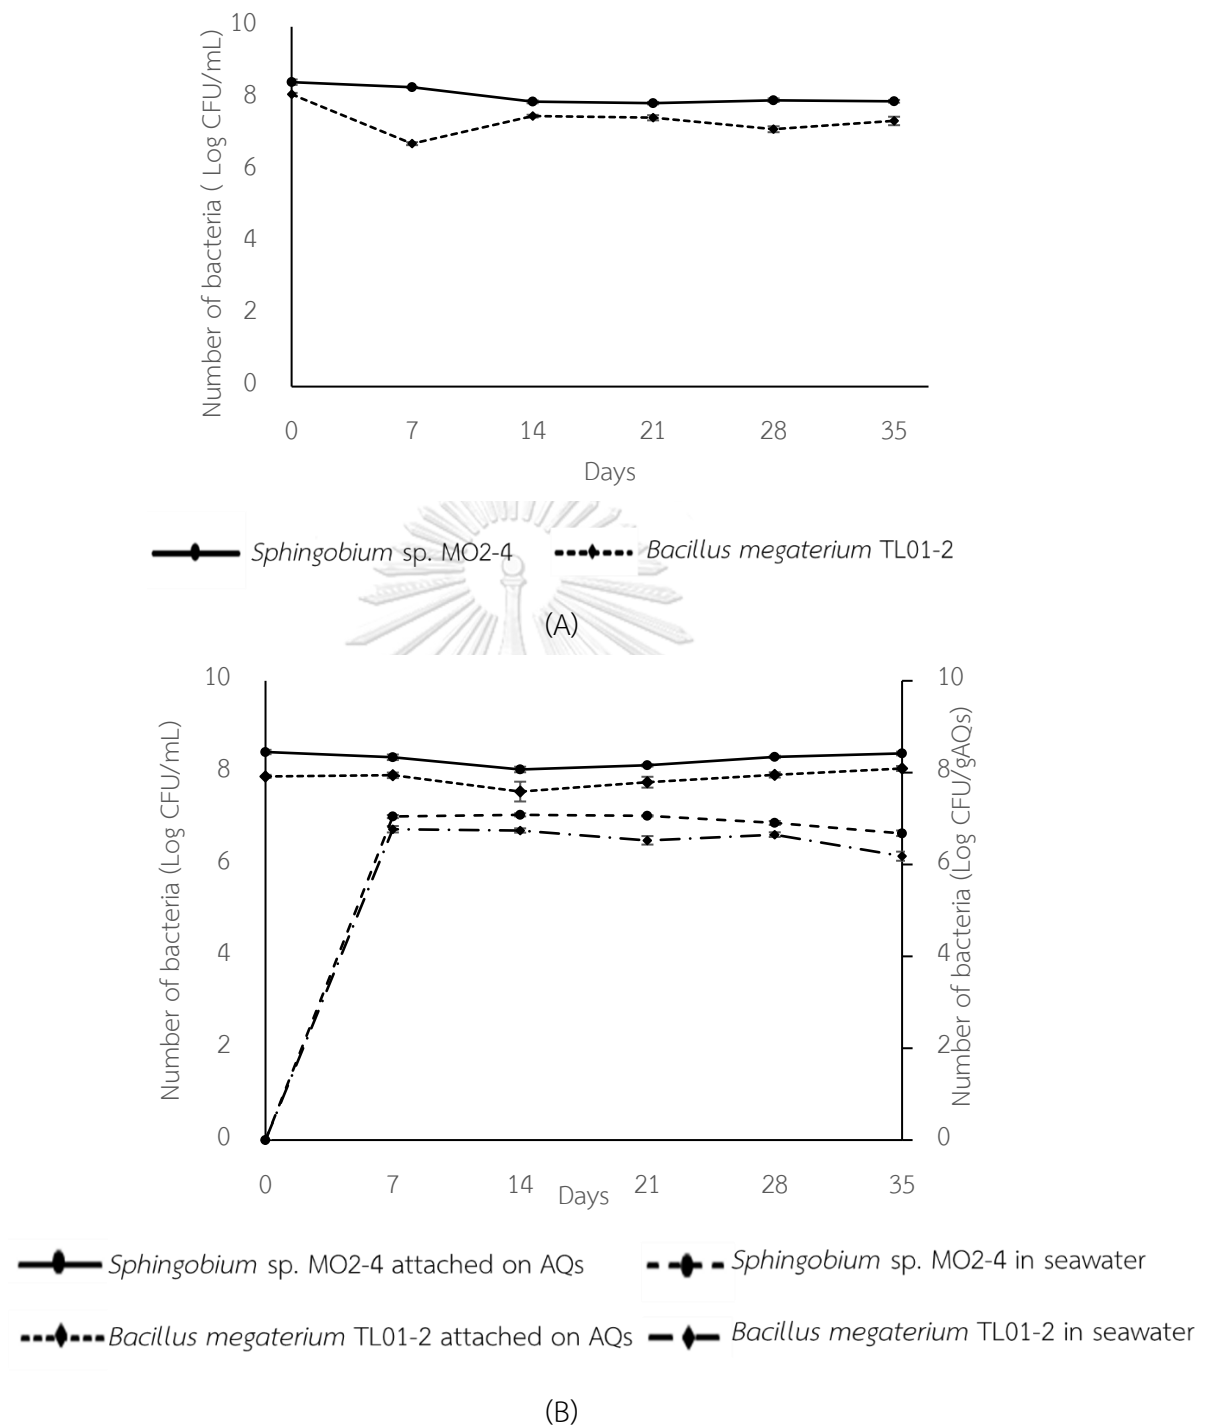 10
8
6
4
2
0
Number of bacteria ( Log CFU/mL)
0 7 14 21 28 35
Days
Sphingobium sp. MO2-4 Bacillus megaterium TL01-2
(A)
10
8
6
4
2
0
Number of bacteria (Log CFU/mL)
10
8
6
4
2
0
Number of bacteria (Log CFU/gAQs)
0 7 14 21 28 35
Days
Sphingobium sp. MO2-4 attached on AQs Sphingobium sp. MO2-4 in seawater
Bacillus megaterium TL01-2 attached on AQs Bacillus megaterium TL01-2 in seawater
(B)